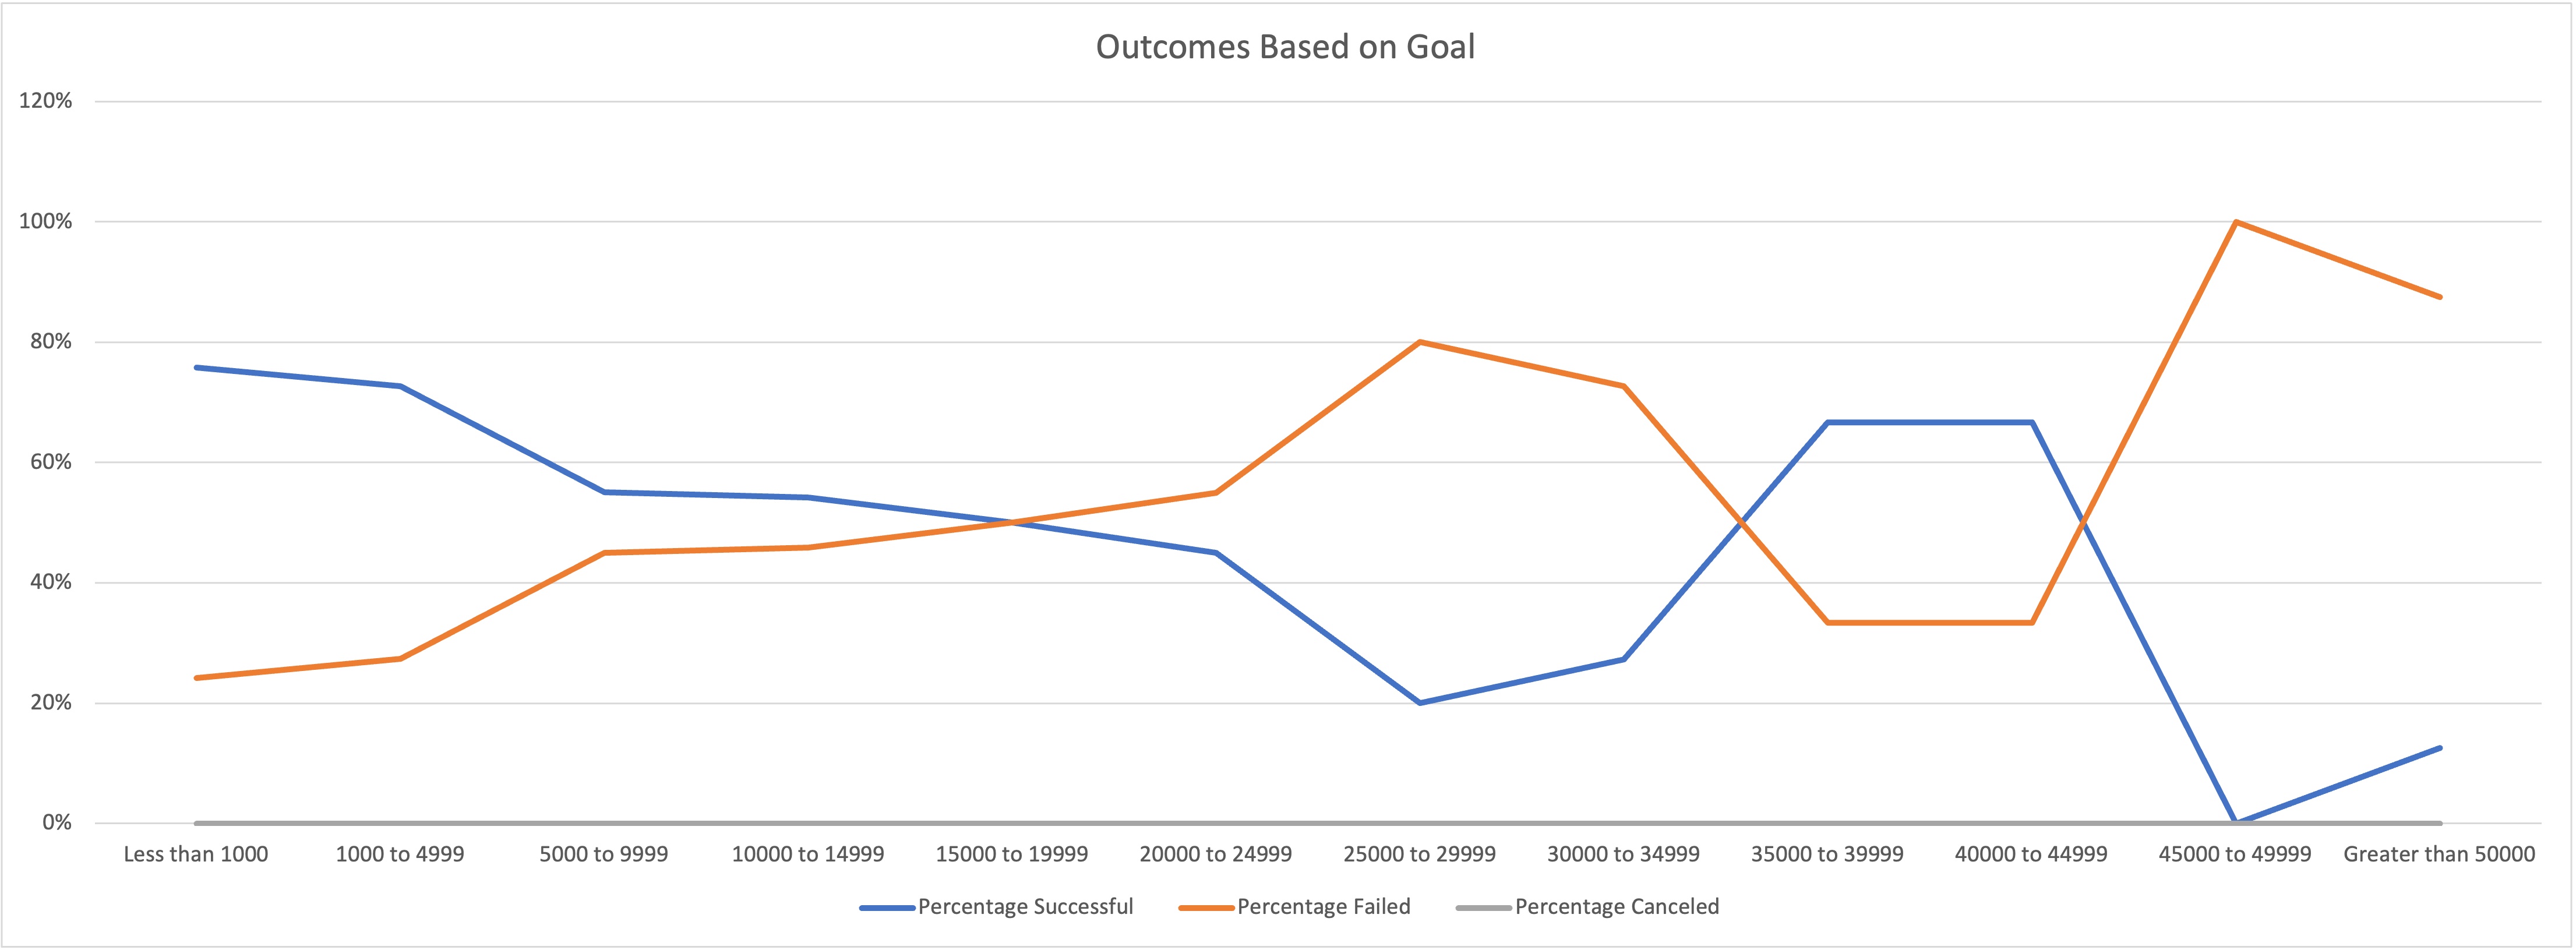 Outcomes Based on Goal
120%
100%
80%
60%
40%
20%
0%
Less than 1000 1000 to 4999 5000 to 9999 10000 to 14999 15000 to 19999 20000 to 24999 25000 to 29999 30000 to 34999 35000 to 39999 40000 to 44999 45000 to 49999 Greater than 50000
Percentage Successful Percentage Failed Percentage Canceled